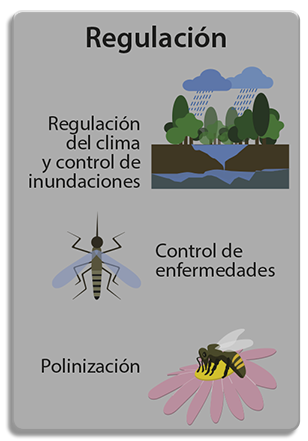 Regulación
Regulación
del clima
y control de
inundaciones
Control de
enfermedades
Polinización